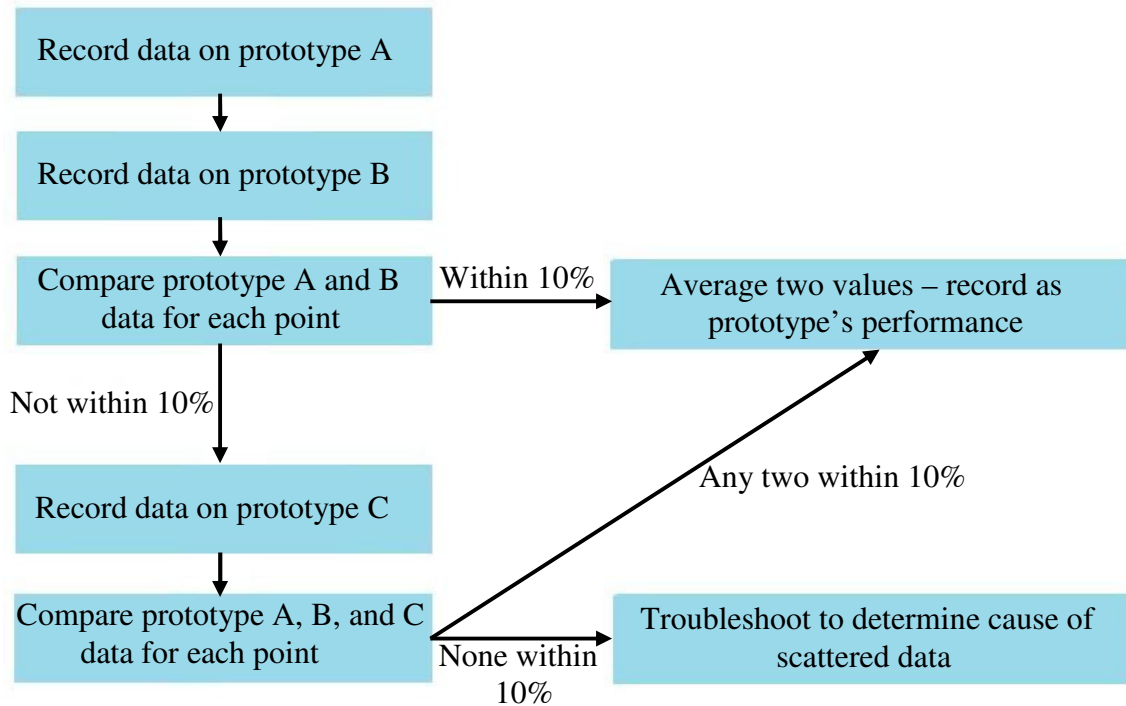 Record data on prototype A
Record data on prototype B
Compare prototype A and B
data for each point
Within 10%
Average two values – record as
prototype’s performance
Not within 10%
Any two within 10%
Record data on prototype C
Compare prototype A, B, and C
data for each point
None within
10%
Troubleshoot to determine cause of
scattered data